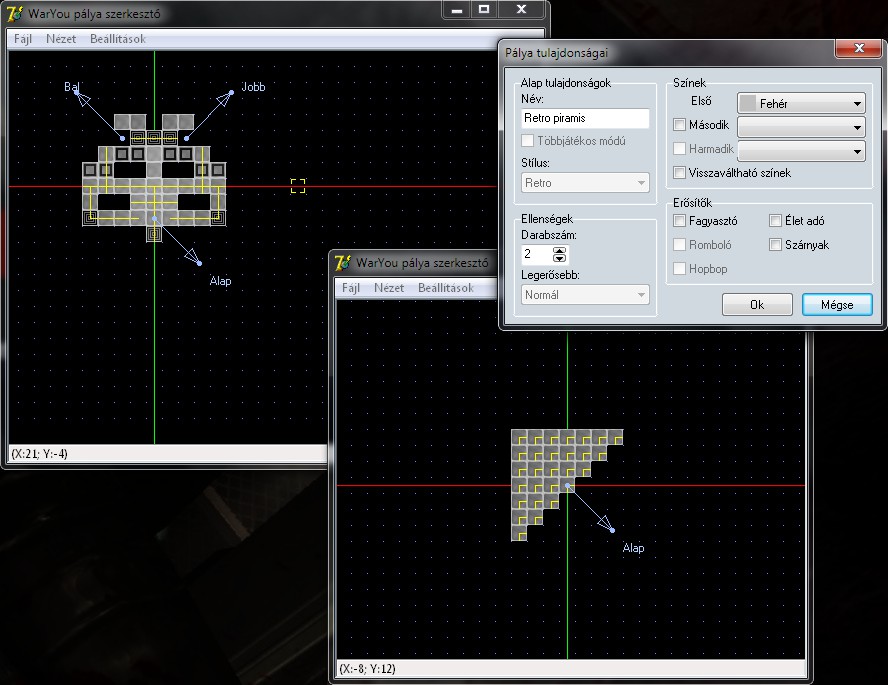 WarYou pálya szerkesztő
Fájl Nézet Beállítások
Bal
Jobb
Alap
(X:21; Y:-4)
WarYou pálya szerkesztő
Fájl Nézet Beállítások
Alap
(X:-8; Y:12)
Pálya tulajdonságai
Alap tulajdonságok
Név:
Retro piramis
Többjátékos módú
Stílus:
Retro
Ellenségek
Darabszám:
2
Legerősebb:
Normál
Színek
Első Fehér
Második
Harmadik
Visszaváltható színek
Erősítők
Fagyasztó Élet adó
Romboló Szárnyak
Hopbop
Ok Mégse